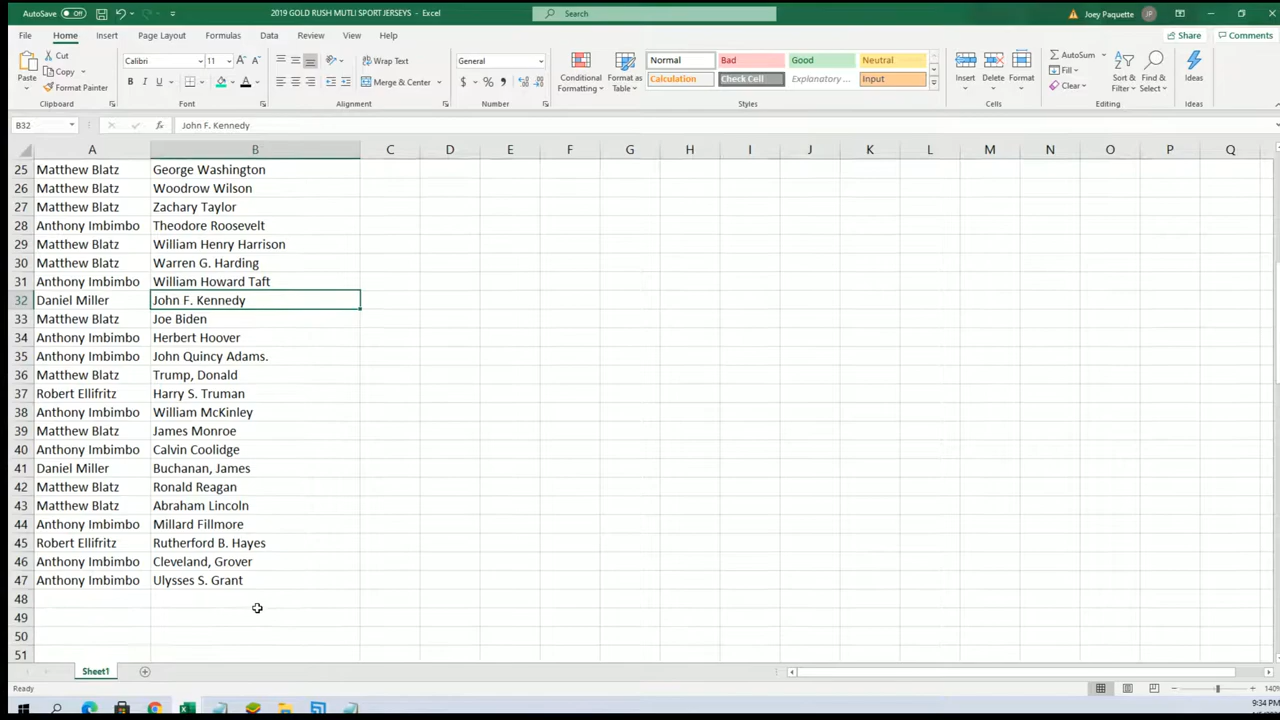 AutoSave Off 2019 GOLD RUSH MUTLI SPORT JERSEYS - Excel Search Joey Paquette JP
File Home Insert Page Layout Formulas Data Review View Help Share Comments
Cut Calibri 11 Wrap Text General Normal Bad Good Neutral AutoSum
Copy Fill
Paste Format Painter Merge & Center Conditional Formatting Format as Table Calculation Check Cell Explanatory ... Input Insert Delete Format Clear Sort & Filter Find & Select Ideas
Clipboard Font Alignment Number Styles Cells Editing Ideas
B32 fx John F. Kennedy
A B C D E F G H I J K L M N O P Q
25 Matthew Blatz George Washington
26 Matthew Blatz Woodrow Wilson
27 Matthew Blatz Zachary Taylor
28 Anthony Imbimbo Theodore Roosevelt
29 Matthew Blatz William Henry Harrison
30 Matthew Blatz Warren G. Harding
31 Anthony Imbimbo William Howard Taft
32 Daniel Miller John F. Kennedy
33 Matthew Blatz Joe Biden
34 Anthony Imbimbo Herbert Hoover
35 Anthony Imbimbo John Quincy Adams.
36 Matthew Blatz Trump, Donald
37 Robert Ellifritz Harry S. Truman
38 Anthony Imbimbo William McKinley
39 Matthew Blatz James Monroe
40 Anthony Imbimbo Calvin Coolidge
41 Daniel Miller Buchanan, James
42 Matthew Blatz Ronald Reagan
43 Matthew Blatz Abraham Lincoln
44 Anthony Imbimbo Millard Fillmore
45 Robert Ellifritz Rutherford B. Hayes
46 Anthony Imbimbo Cleveland, Grover
47 Anthony Imbimbo Ulysses S. Grant
48
49
50
51
Sheet1
Ready 140%
9:34 PM